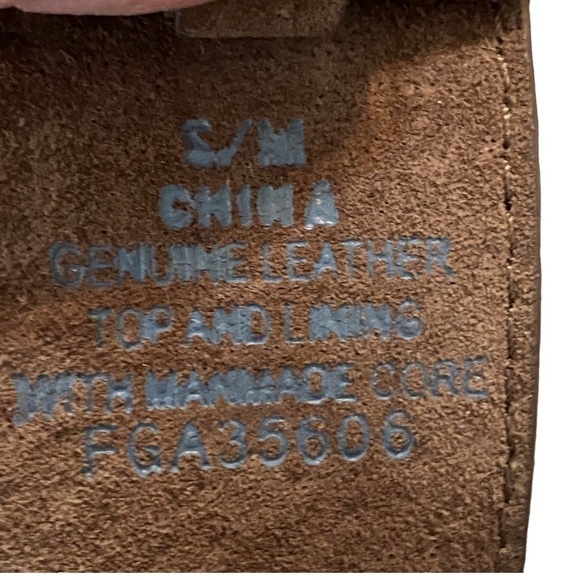 S/M
CHINA
GENUINE LEATHER
TOP AND LINING
WITH MANMADE CORE
FGA35606